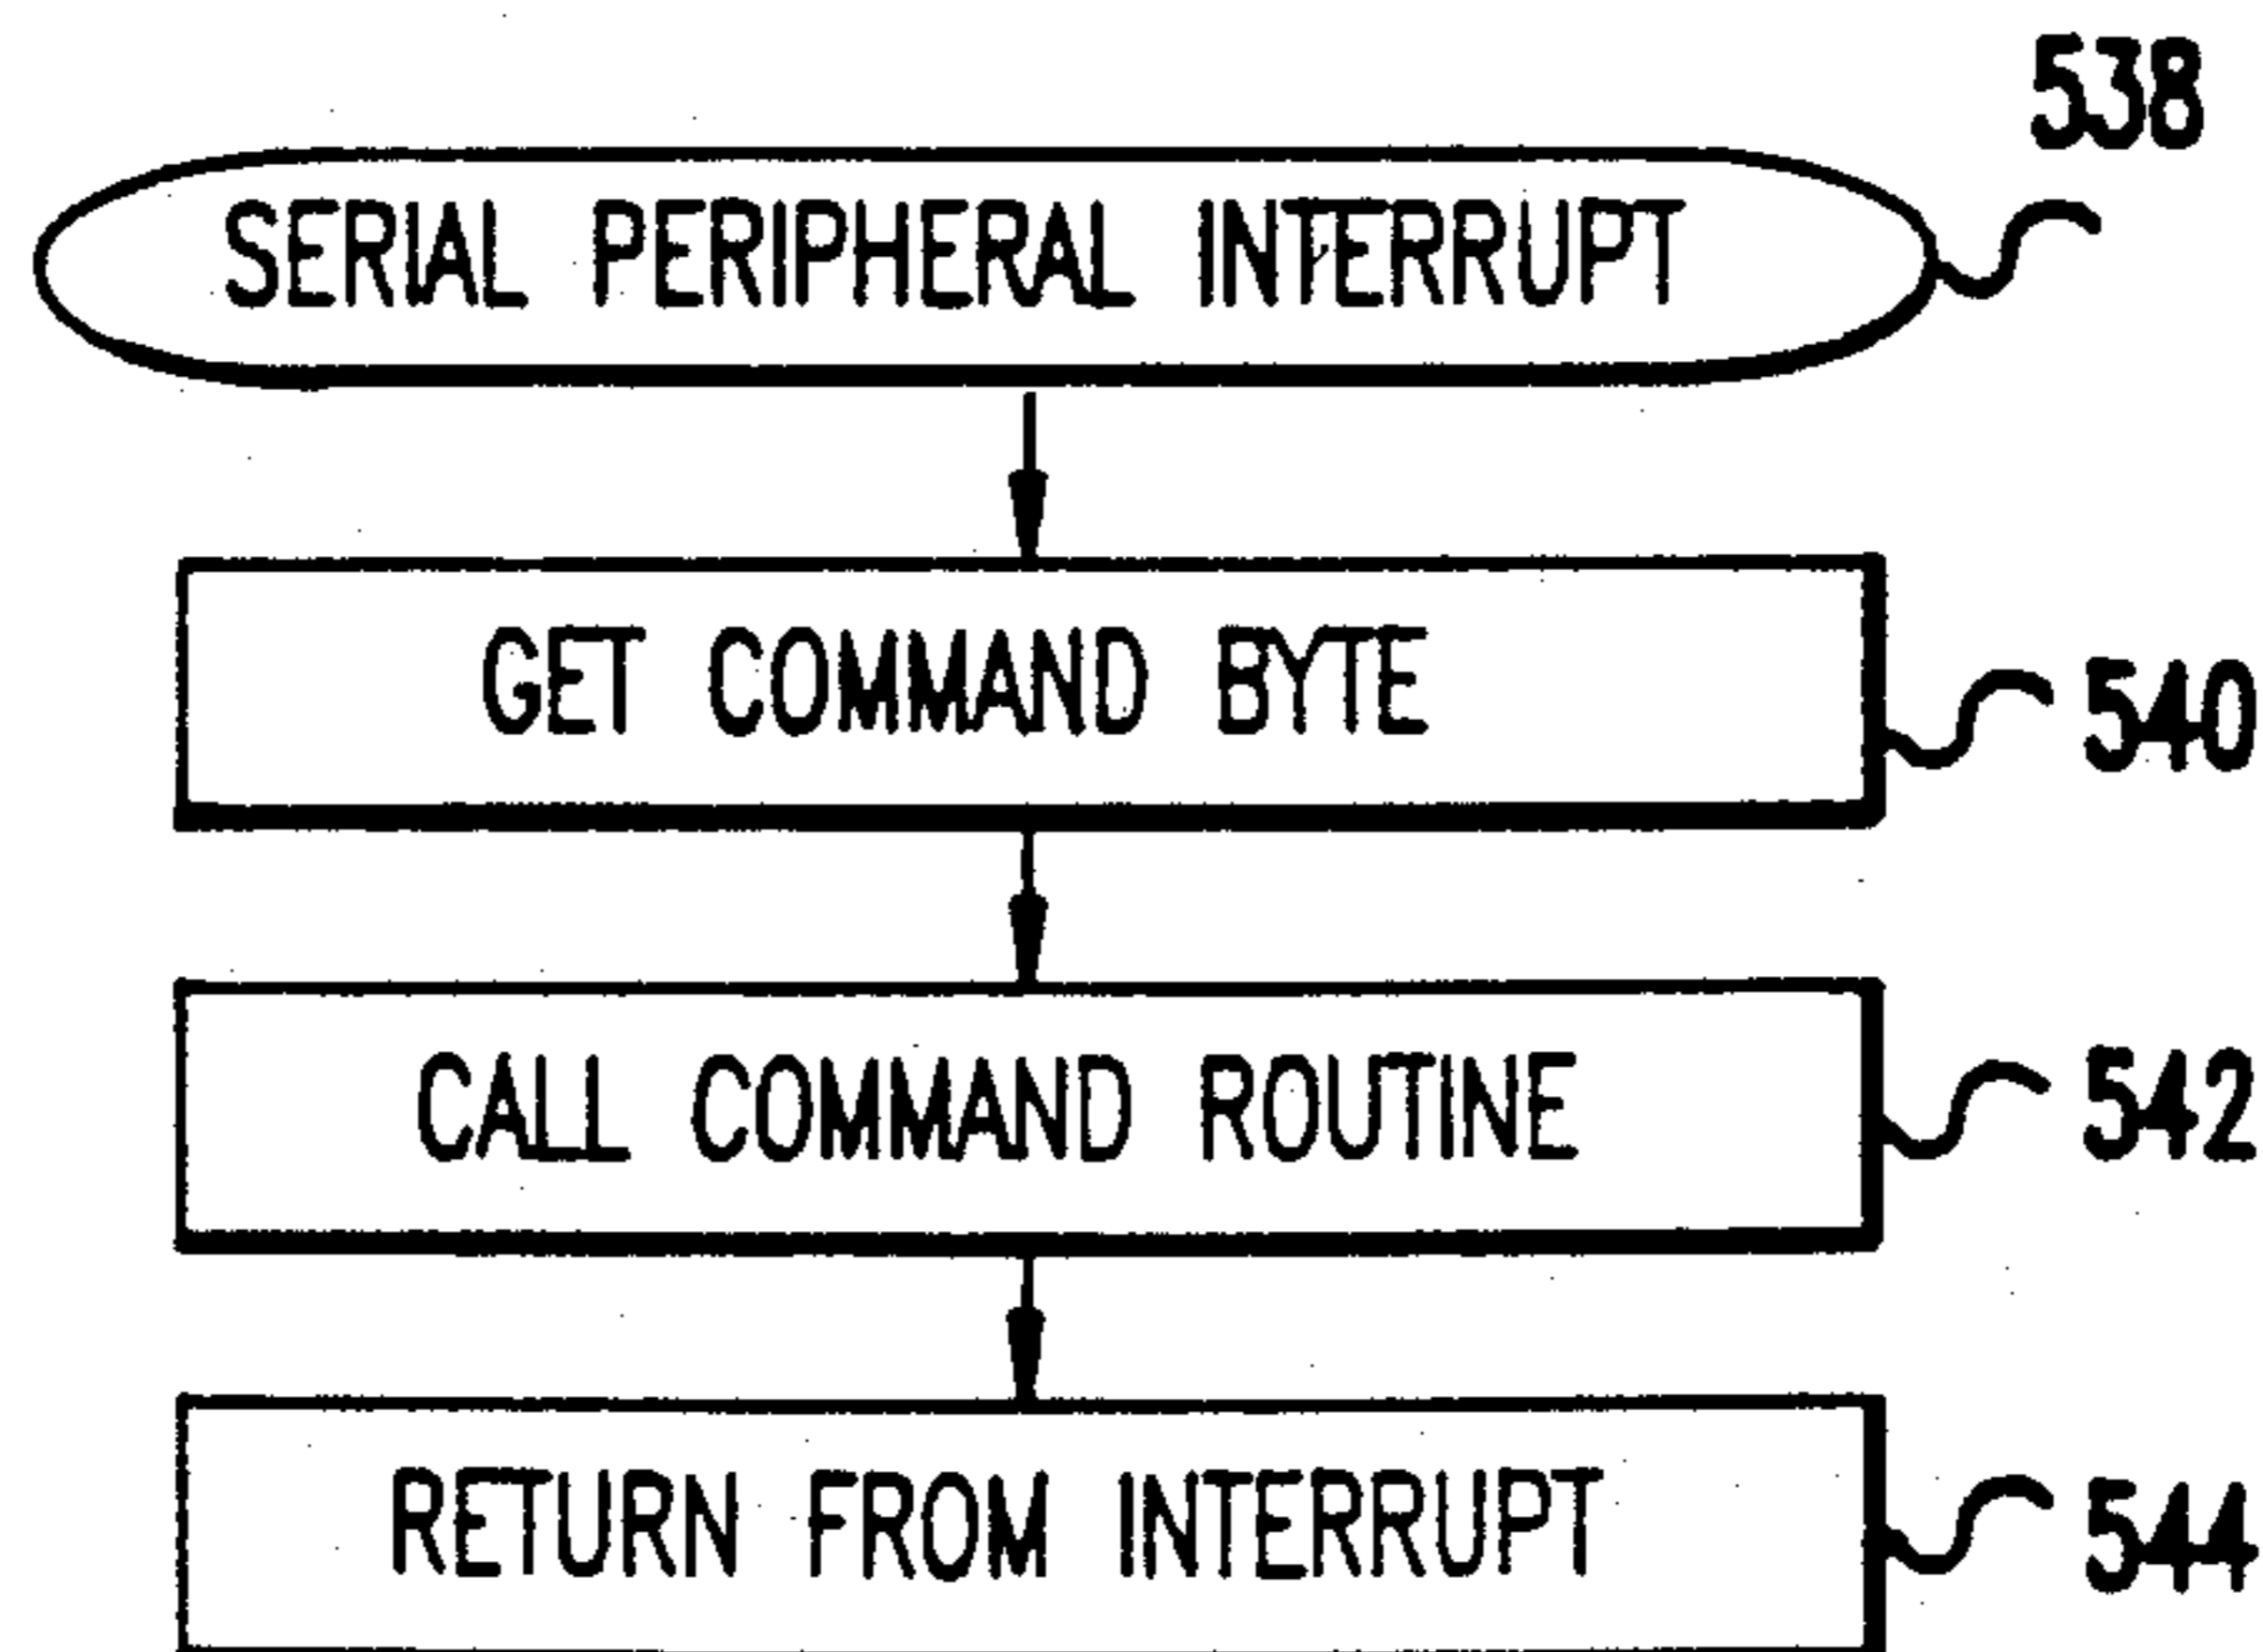 538
SERIAL PERIPHERAL INTERRUPT
GET COMMAND BYTE
540
CALL COMMAND ROUTINE
542
RETURN FROM INTERRUPT
544